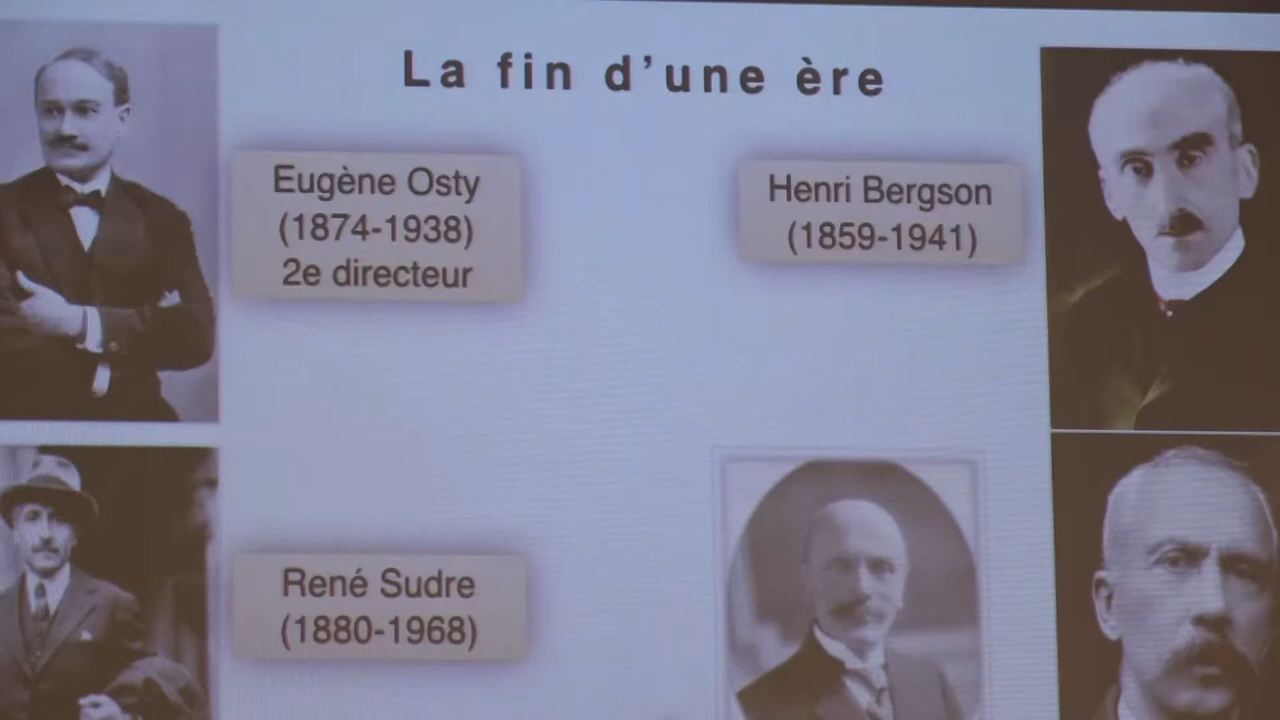 La fin d'une ère
Eugène Osty
(1874-1938)
2e directeur
Henri Bergson
(1859-1941)
René Sudre
(1880-1968)